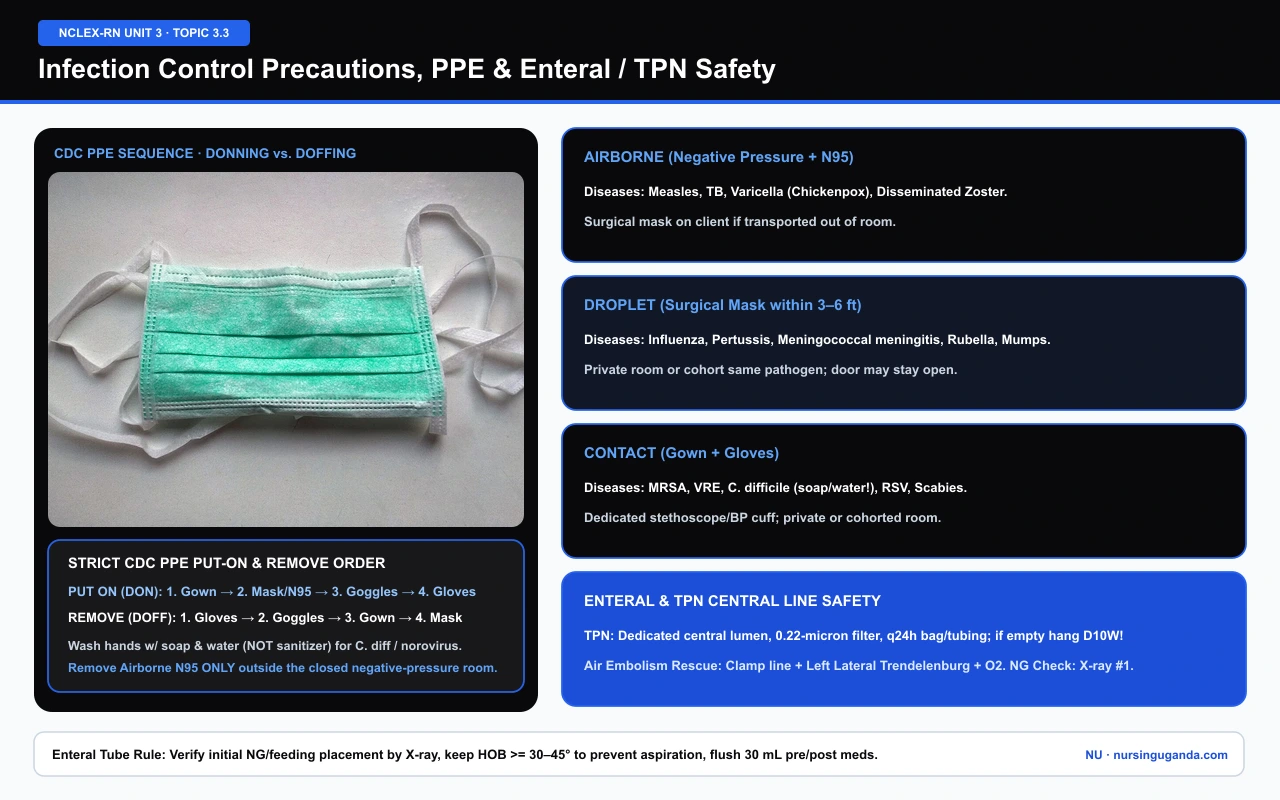 NCLEX-RN UNIT 3 · TOPIC 3.3
Infection Control Precautions, PPE & Enteral / TPN Safety
CDC PPE SEQUENCE · DONNING vs. DOFFING
STRICT CDC PPE PUT-ON & REMOVE ORDER
PUT ON (DON): 1. Gown → 2. Mask/N95 → 3. Goggles → 4. Gloves
REMOVE (DOFF): 1. Gloves → 2. Goggles → 3. Gown → 4. Mask
Wash hands w/ soap & water (NOT sanitizer) for C. diff / norovirus.
Remove Airborne N95 ONLY outside the closed negative-pressure room.
AIRBORNE (Negative Pressure + N95)
Diseases: Measles, TB, Varicella (Chickenpox), Disseminated Zoster.
Surgical mask on client if transported out of room.
DROPLET (Surgical Mask within 3–6 ft)
Diseases: Influenza, Pertussis, Meningococcal meningitis, Rubella, Mumps.
Private room or cohort same pathogen; door may stay open.
CONTACT (Gown + Gloves)
Diseases: MRSA, VRE, C. difficile (soap/water!), RSV, Scabies.
Dedicated stethoscope/BP cuff; private or cohorted room.
ENTERAL & TPN CENTRAL LINE SAFETY
TPN: Dedicated central lumen, 0.22-micron filter, q24h bag/tubing; if empty hang D10W!
Air Embolism Rescue: Clamp line + Left Lateral Trendelenburg + O2. NG Check: X-ray #1.
Enteral Tube Rule: Verify initial NG/feeding placement by X-ray, keep HOB >= 30–45° to prevent aspiration, flush 30 mL pre/post meds.
NU · nursinguganda.com